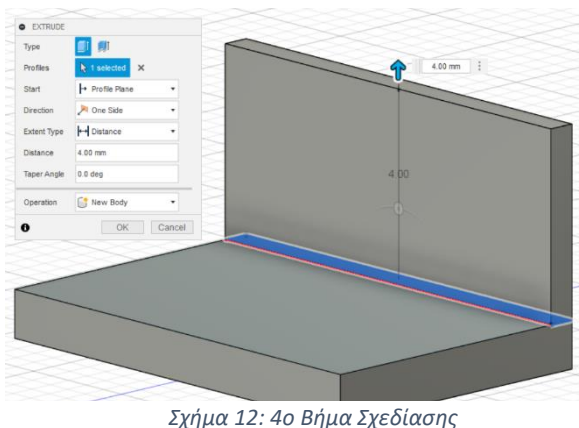 EXTRUDE
Type
Profiles 1 selected
Start Profile Plane
Direction One Side
Extent Type Distance
Distance 4.00 mm
Taper Angle 0.0 deg
Operation New Body
OK Cancel
4.00 mm
4.00
Σχήμα 12: 4ο Βήμα Σχεδίασης